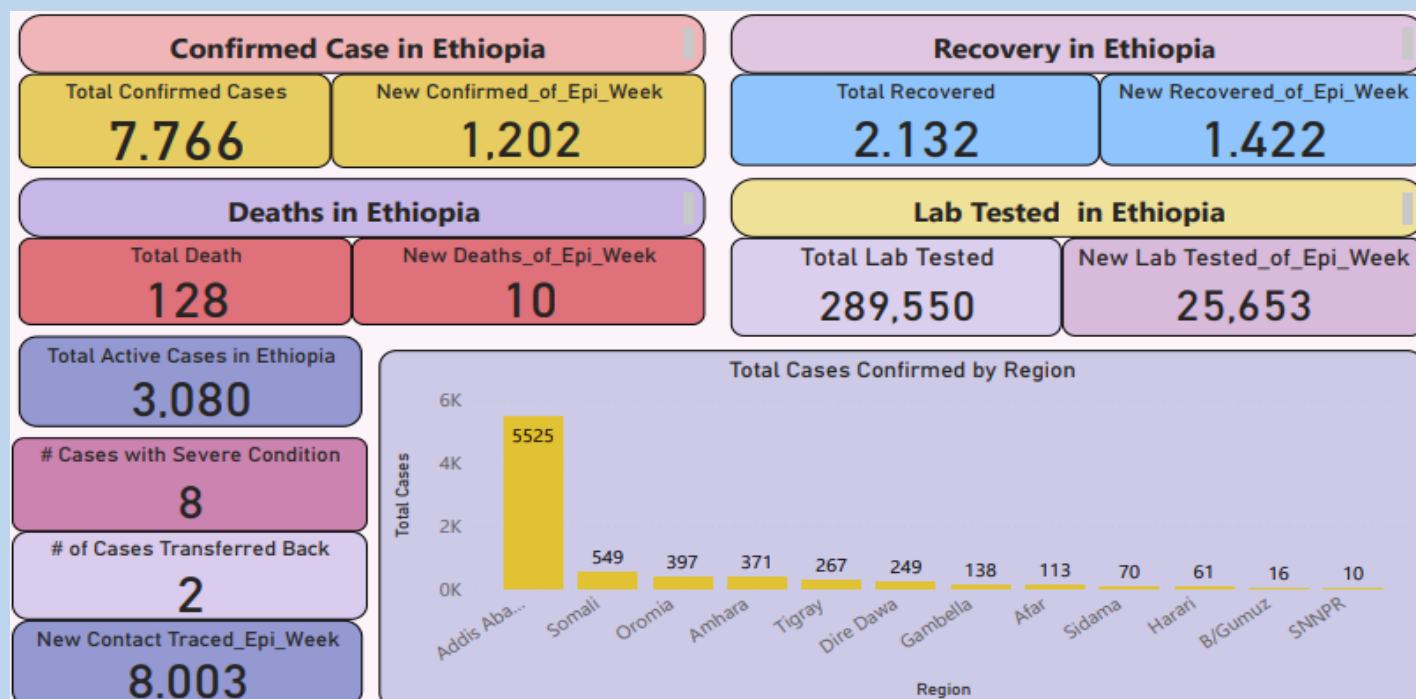 Confirmed Case in Ethiopia
Total Confirmed Cases
7.766
New Confirmed_of_Epi_Week
1,202
Recovery in Ethiopia
Total Recovered
2.132
New Recovered_of_Epi_Week
1.422
Deaths in Ethiopia
Total Death
128
New Deaths_of_Epi_Week
10
Lab Tested in Ethiopia
Total Lab Tested
289,550
New Lab Tested_of_Epi_Week
25,653
Total Active Cases in Ethiopia
3,080
# Cases with Severe Condition
8
# of Cases Transferred Back
2
New Contact Traced_Epi_Week
8,003
Total Cases Confirmed by Region
Total Cases
6K
4K
2K
0K
5525
549
397
371
267
249
138
113
70
61
16
10
Addis Aba...
Somali
Oromia
Amhara
Tigray
Dire Dawa
Gambella
Afar
Sidama
Harari
B/Gumuz
SNNPR
Region